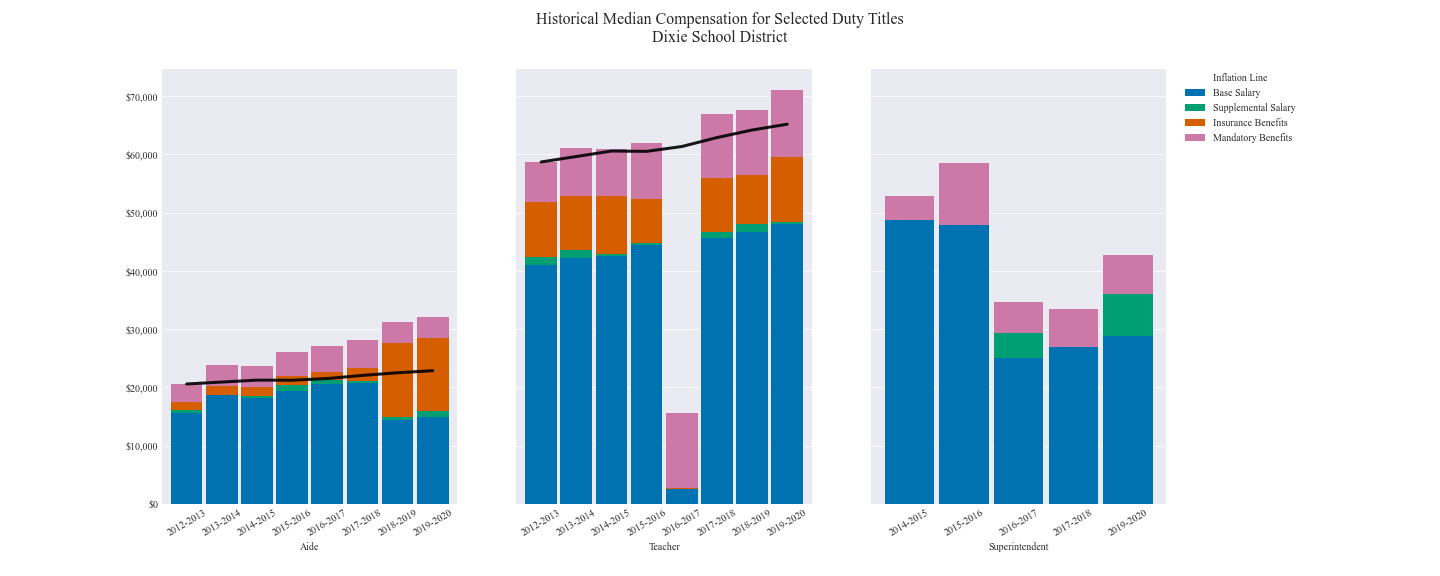 Historical Median Compensation for Selected Duty Titles
Dixie School District
Inflation Line
Base Salary
Supplemental Salary
Insurance Benefits
Mandatory Benefits
$70,000
$60,000
$50,000
$40,000
$30,000
$20,000
$10,000
$0
2012-2013 2013-2014 2014-2015 2015-2016 2016-2017 2017-2018 2018-2019 2019-2020
Aide
2012-2013 2013-2014 2014-2015 2015-2016 2016-2017 2017-2018 2018-2019 2019-2020
Teacher
2014-2015 2015-2016 2016-2017 2017-2018 2019-2020
Superintendent